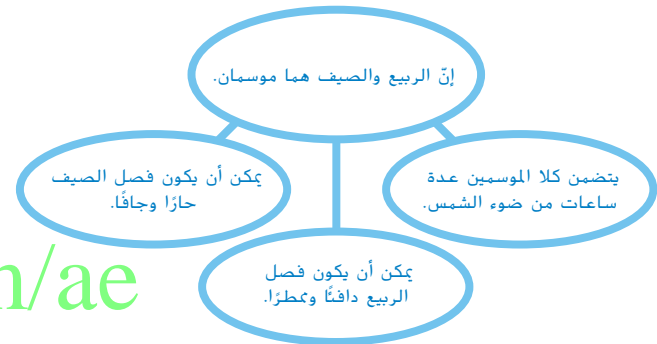 إنّ الربيع والصيف هما موسمان.
يتضمن كلا الموسمين عدة
ساعات من ضوء الشمس.
يمكن أن يكون فصل الصيف
حارًا وجافًا.
يمكن أن يكون فصل
الربيع دافئًا وممطرًا.
n/ae